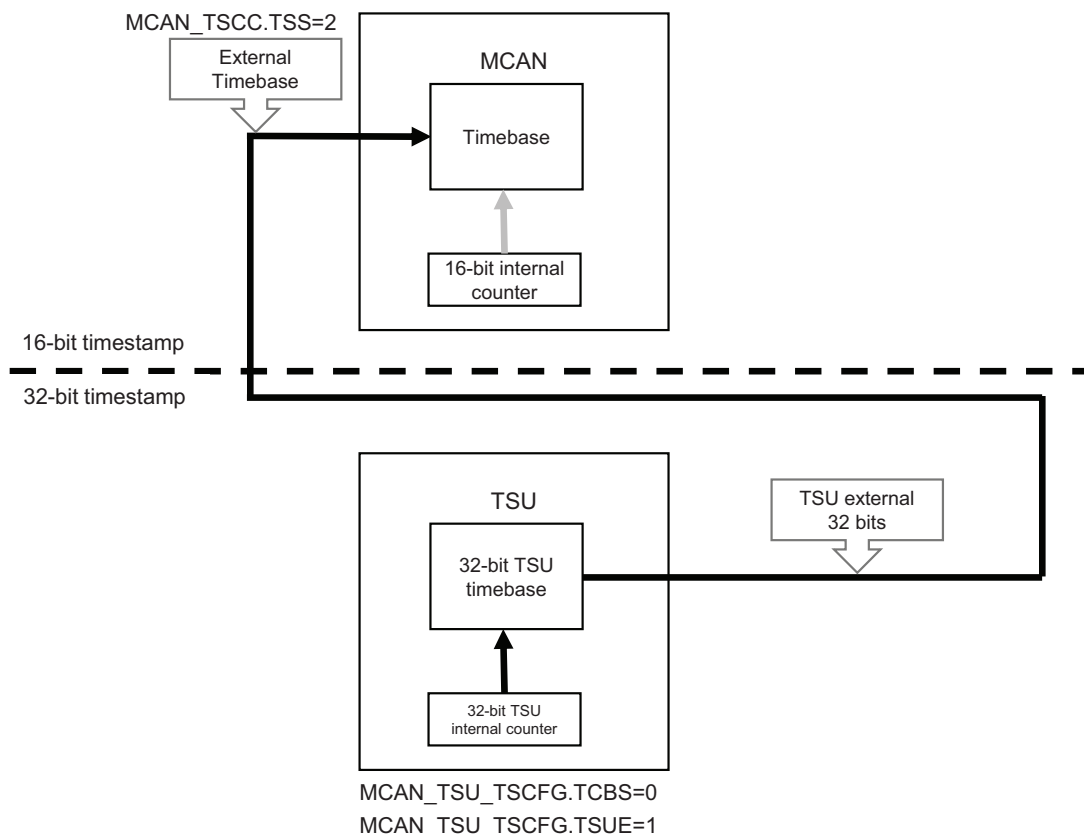 MCAN_TSCC.TSS=2
External
Timebase
MCAN
Timebase
16-bit internal
counter
16-bit timestamp
32-bit timestamp
TSU
TSU external
32 bits
32-bit TSU
timebase
32-bit TSU
internal counter
MCAN_TSU_TSCFG.TCBS=0
MCAN_TSU_TSCFG.TSUE=1